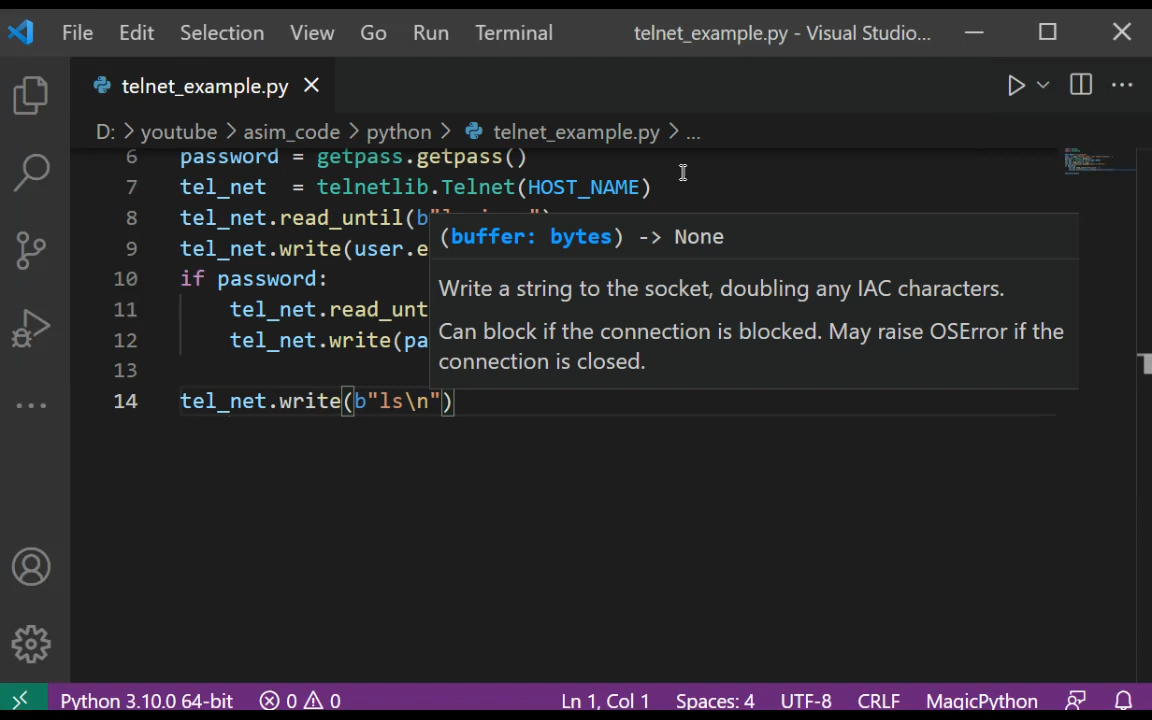 File Edit Selection View Go Run Terminal telnet_example.py - Visual Studio...
telnet_example.py
D: > youtube > asim_code > python > telnet_example.py > ...
6 password = getpass.getpass()
7 tel_net = telnetlib.Telnet(HOST_NAME)
8 tel_net.read_until(b"
(buffer: bytes) -> None
9 tel_net.write(user.e
10 if password:
Write a string to the socket, doubling any IAC characters.
11 tel_net.read_unt
Can block if the connection is blocked. May raise OSError if the
12 tel_net.write(pa
connection is closed.
13
14 tel_net.write(b"ls\n")
Python 3.10.0 64-bit 0 0 Ln 1, Col 1 Spaces: 4 UTF-8 CRLF MagicPython